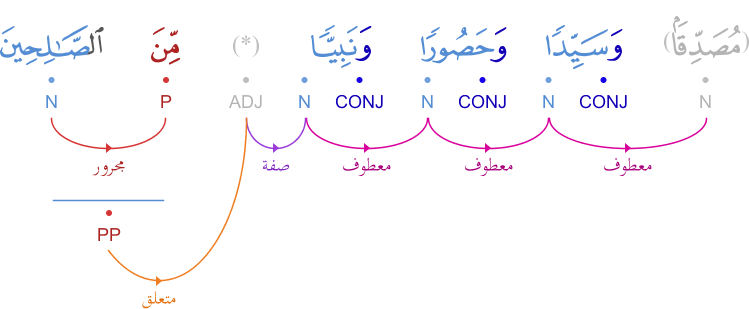 (مُصَدِّقًۢا) وَسَيِّدًا وَحَصُورًا وَنَبِيًّا (*) مِّنَ ٱلصَّـٰلِحِينَ
N CONJ N CONJ N CONJ N ADJ P N
معطوف معطوف معطوف صفة مجرور
PP
متعلق